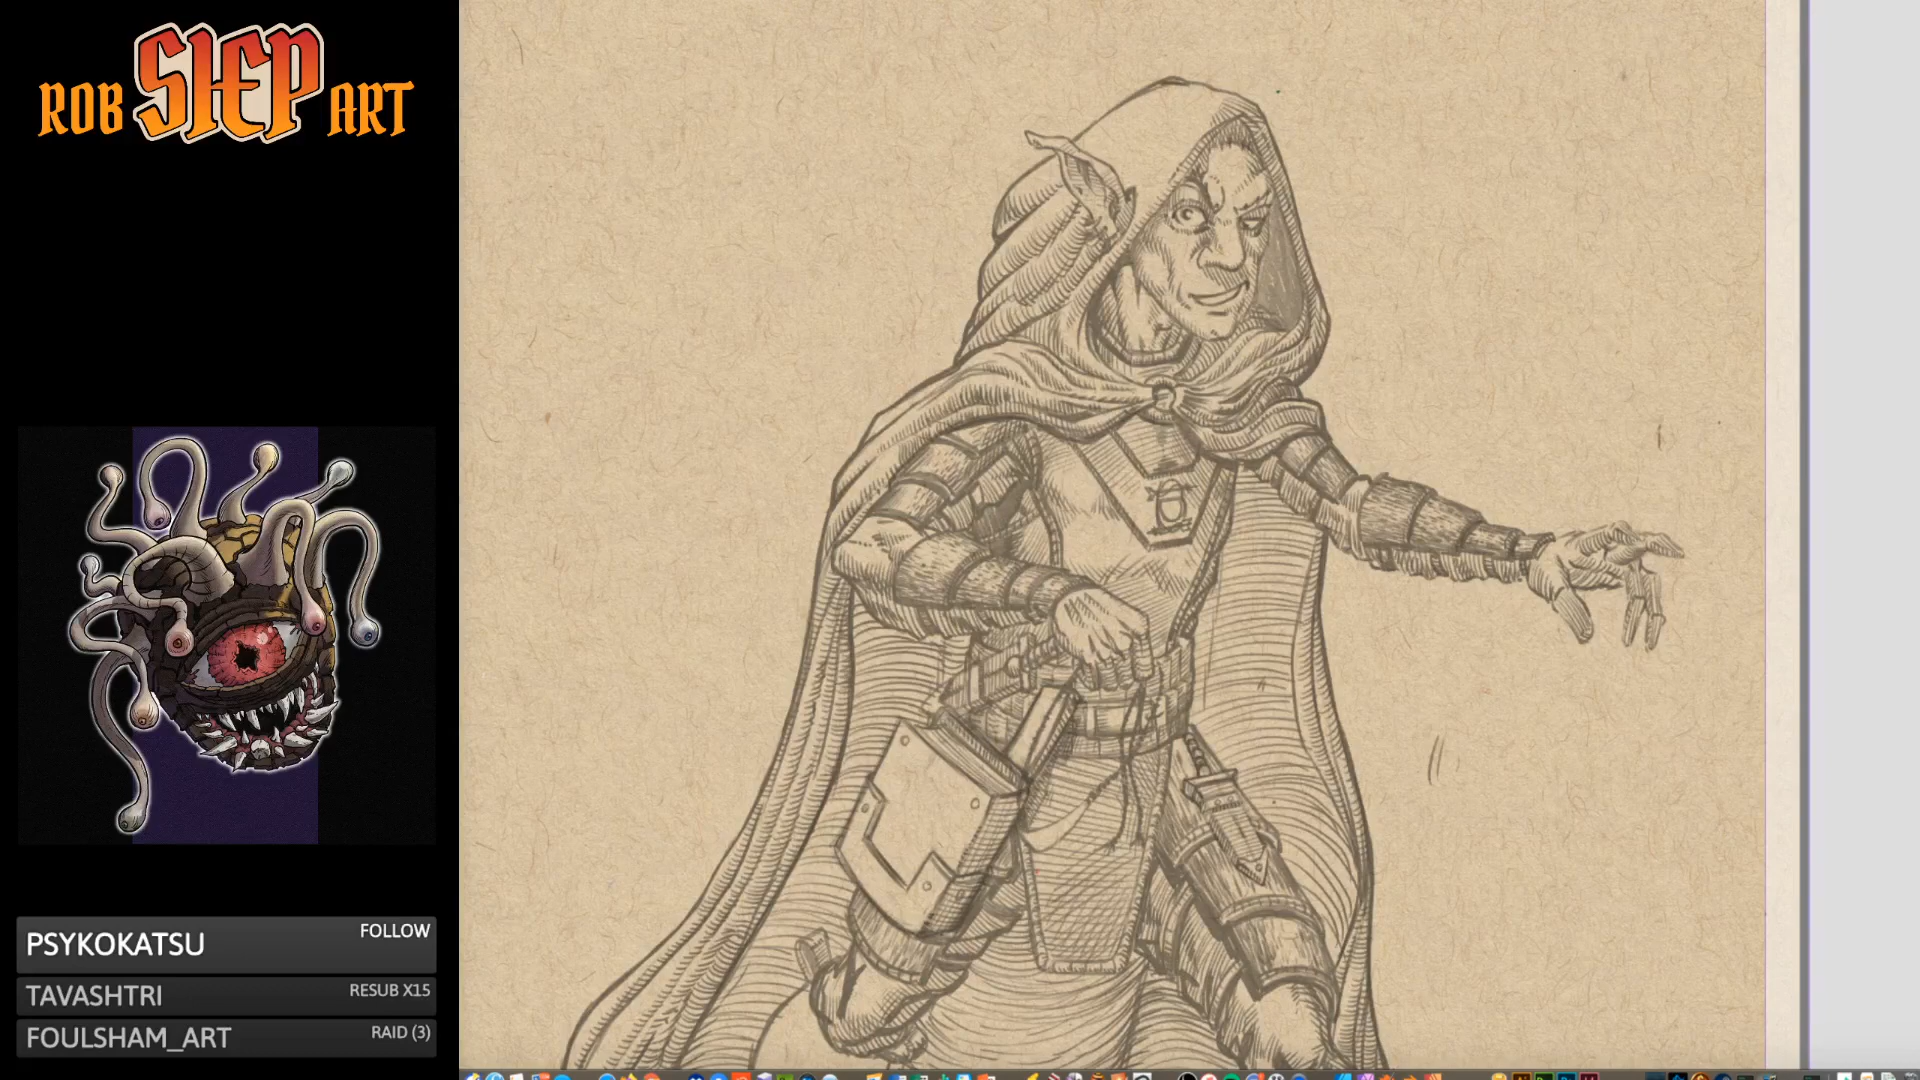 ROB SIEP ART
PSYKOKATSU FOLLOW
TAVASHTRI RESUB X15
FOULSHAM_ART RAID (3)